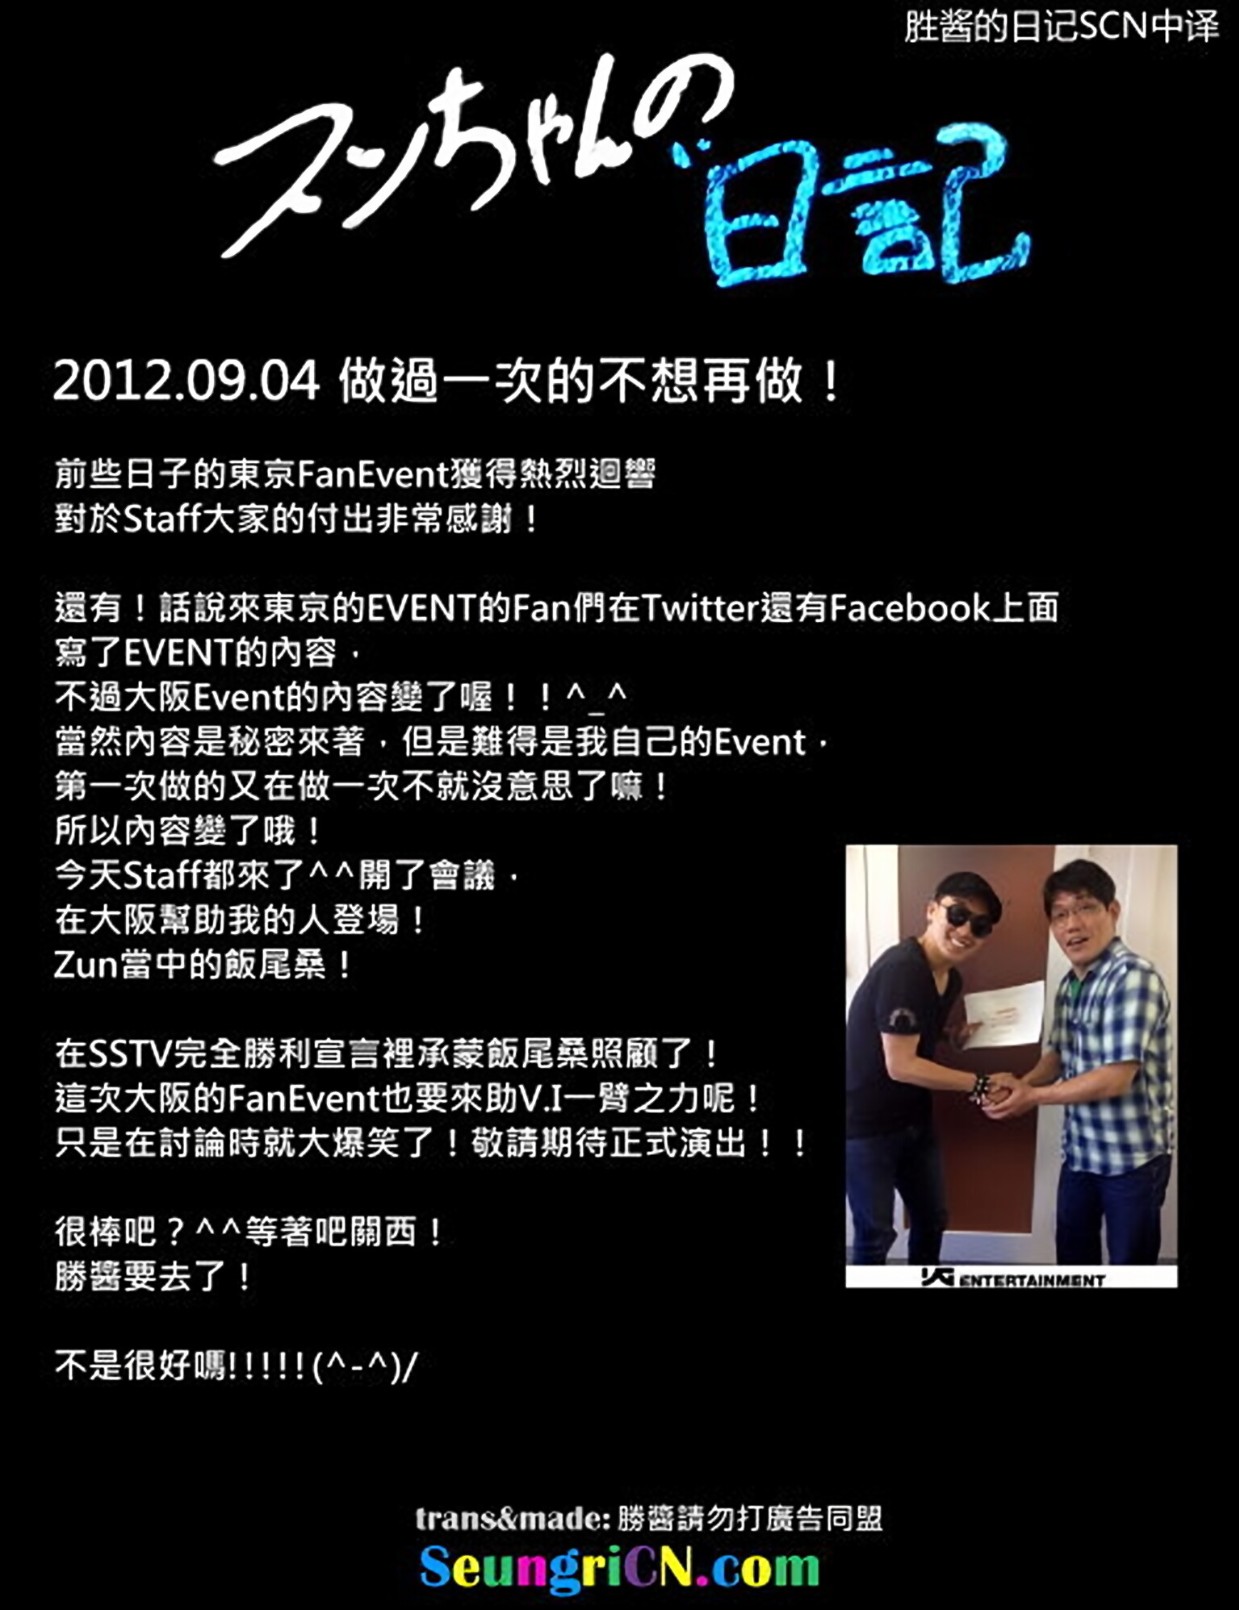 胜酱的日记SCN中译
スンちゃんの
日記
2012.09.04 做過一次的不想再做！
前些日子的東京FanEvent獲得熱烈迴響
對於Staff大家的付出非常感謝！
還有！話說來東京的EVENT的Fan們在Twitter還有Facebook上面
寫了EVENT的內容，
不過大阪Event的內容變了喔！！^_^
當然內容是秘密來著，但是難得是我自己的Event，
第一次做的又在做一次不就沒意思了嘛！
所以內容變了哦！
今天Staff都來了^^開了會議，
在大阪幫助我的人登場！
Zun當中的飯尾桑！
在SSTV完全勝利宣言裡承蒙飯尾桑照顧了！
這次大阪的FanEvent也要來助V.I一臂之力呢！
只是在討論時就大爆笑了！敬請期待正式演出！！
很棒吧？^^等著吧關西！
勝醬要去了！
不是很好嗎!!!!!(^-^)/
YG ENTERTAINMENT
trans&made: 勝醬請勿打廣告同盟
SeungriCN.com